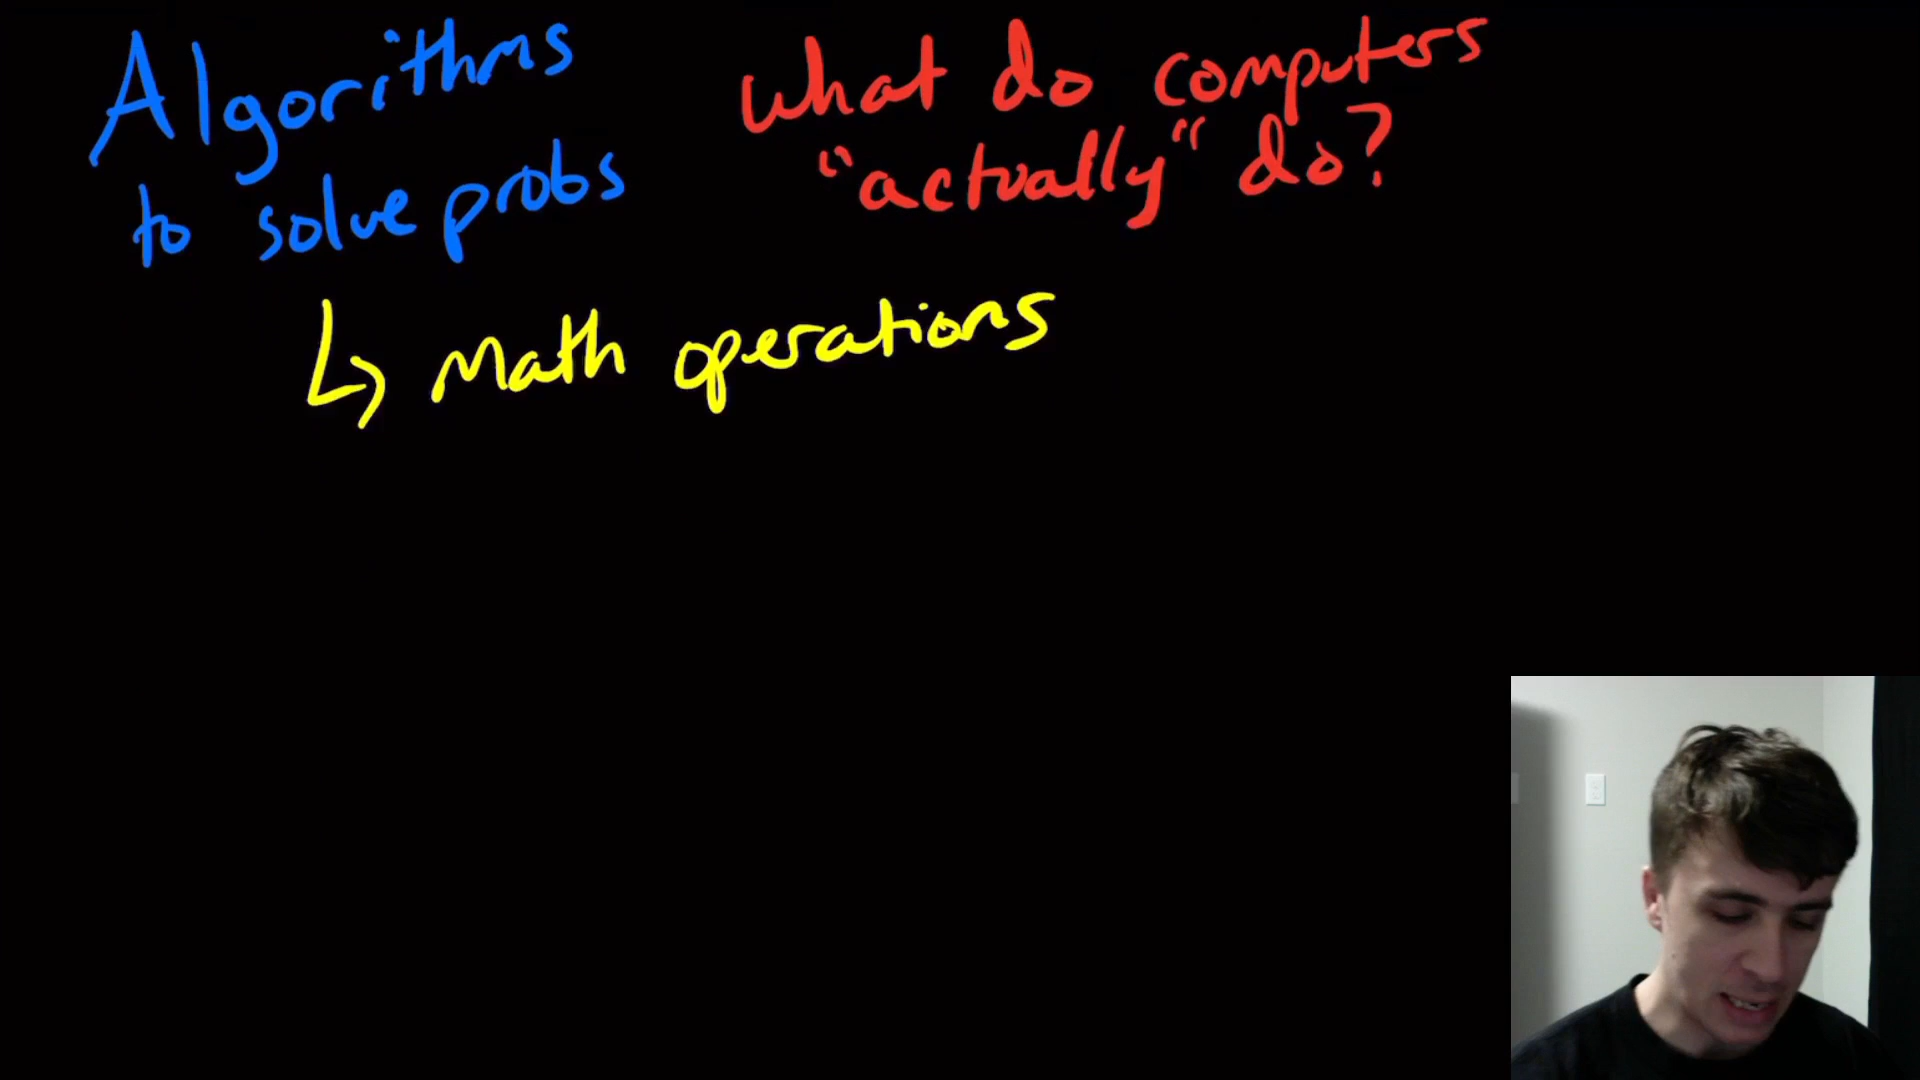 Algorithms
to solve probs
What do computers
"actually" do?
↳ Math operations